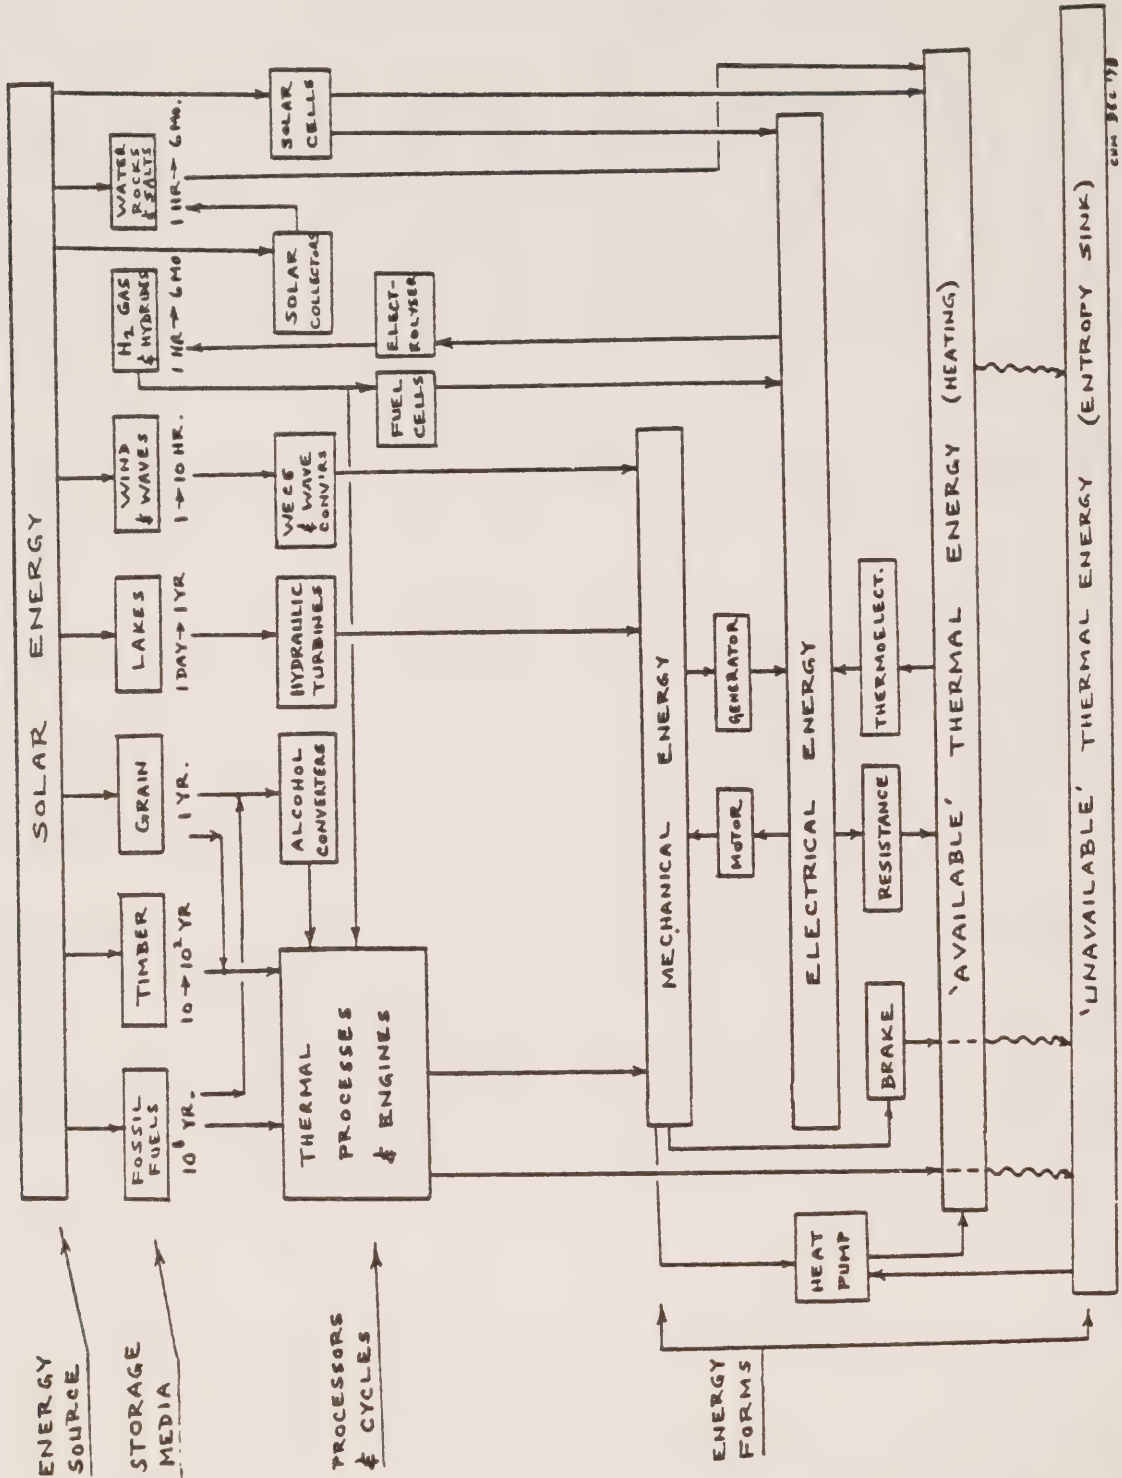 ENERGY
SOURCE
STORAGE
MEDIA
PROCESSORS
& CYCLES
ENERGY
FORMS
SOLAR ENERGY
FOSSIL
FUELS
TIMBER
GRAIN
LAKES
WIND
& WAVES
H2 GAS
& HYDRIDES
WATER
ROCKS
& SALTS
10⁸ YR.
10→10² YR
1 YR.
1 DAY→1 YR
1→10 HR.
1 HR→6 MO
1 HR→6 MO.
THERMAL
PROCESSES
& ENGINES
ALCOHOL
CONVERTERS
HYDRAULIC
TURBINES
WECS
& WAVE
CONV'RS
SOLAR
COLLECTORS
SOLAR
CELLS
FUEL
CELLS
ELECT-
ROLYSER
MECHANICAL ENERGY
MOTOR
GENERATOR
ELECTRICAL ENERGY
HEAT
PUMP
BRAKE
RESISTANCE
THERMOELECT.
'AVAILABLE' THERMAL ENERGY (HEATING)
'UNAVAILABLE' THERMAL ENERGY (ENTROPY SINK)
DEC '78